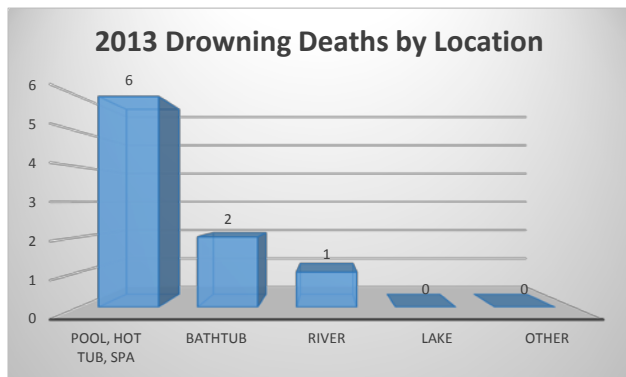 2013 Drowning Deaths by Location
6
5
4
3
2
1
0
6
2
1
0
0
POOL, HOT
TUB, SPA
BATHTUB
RIVER
LAKE
OTHER